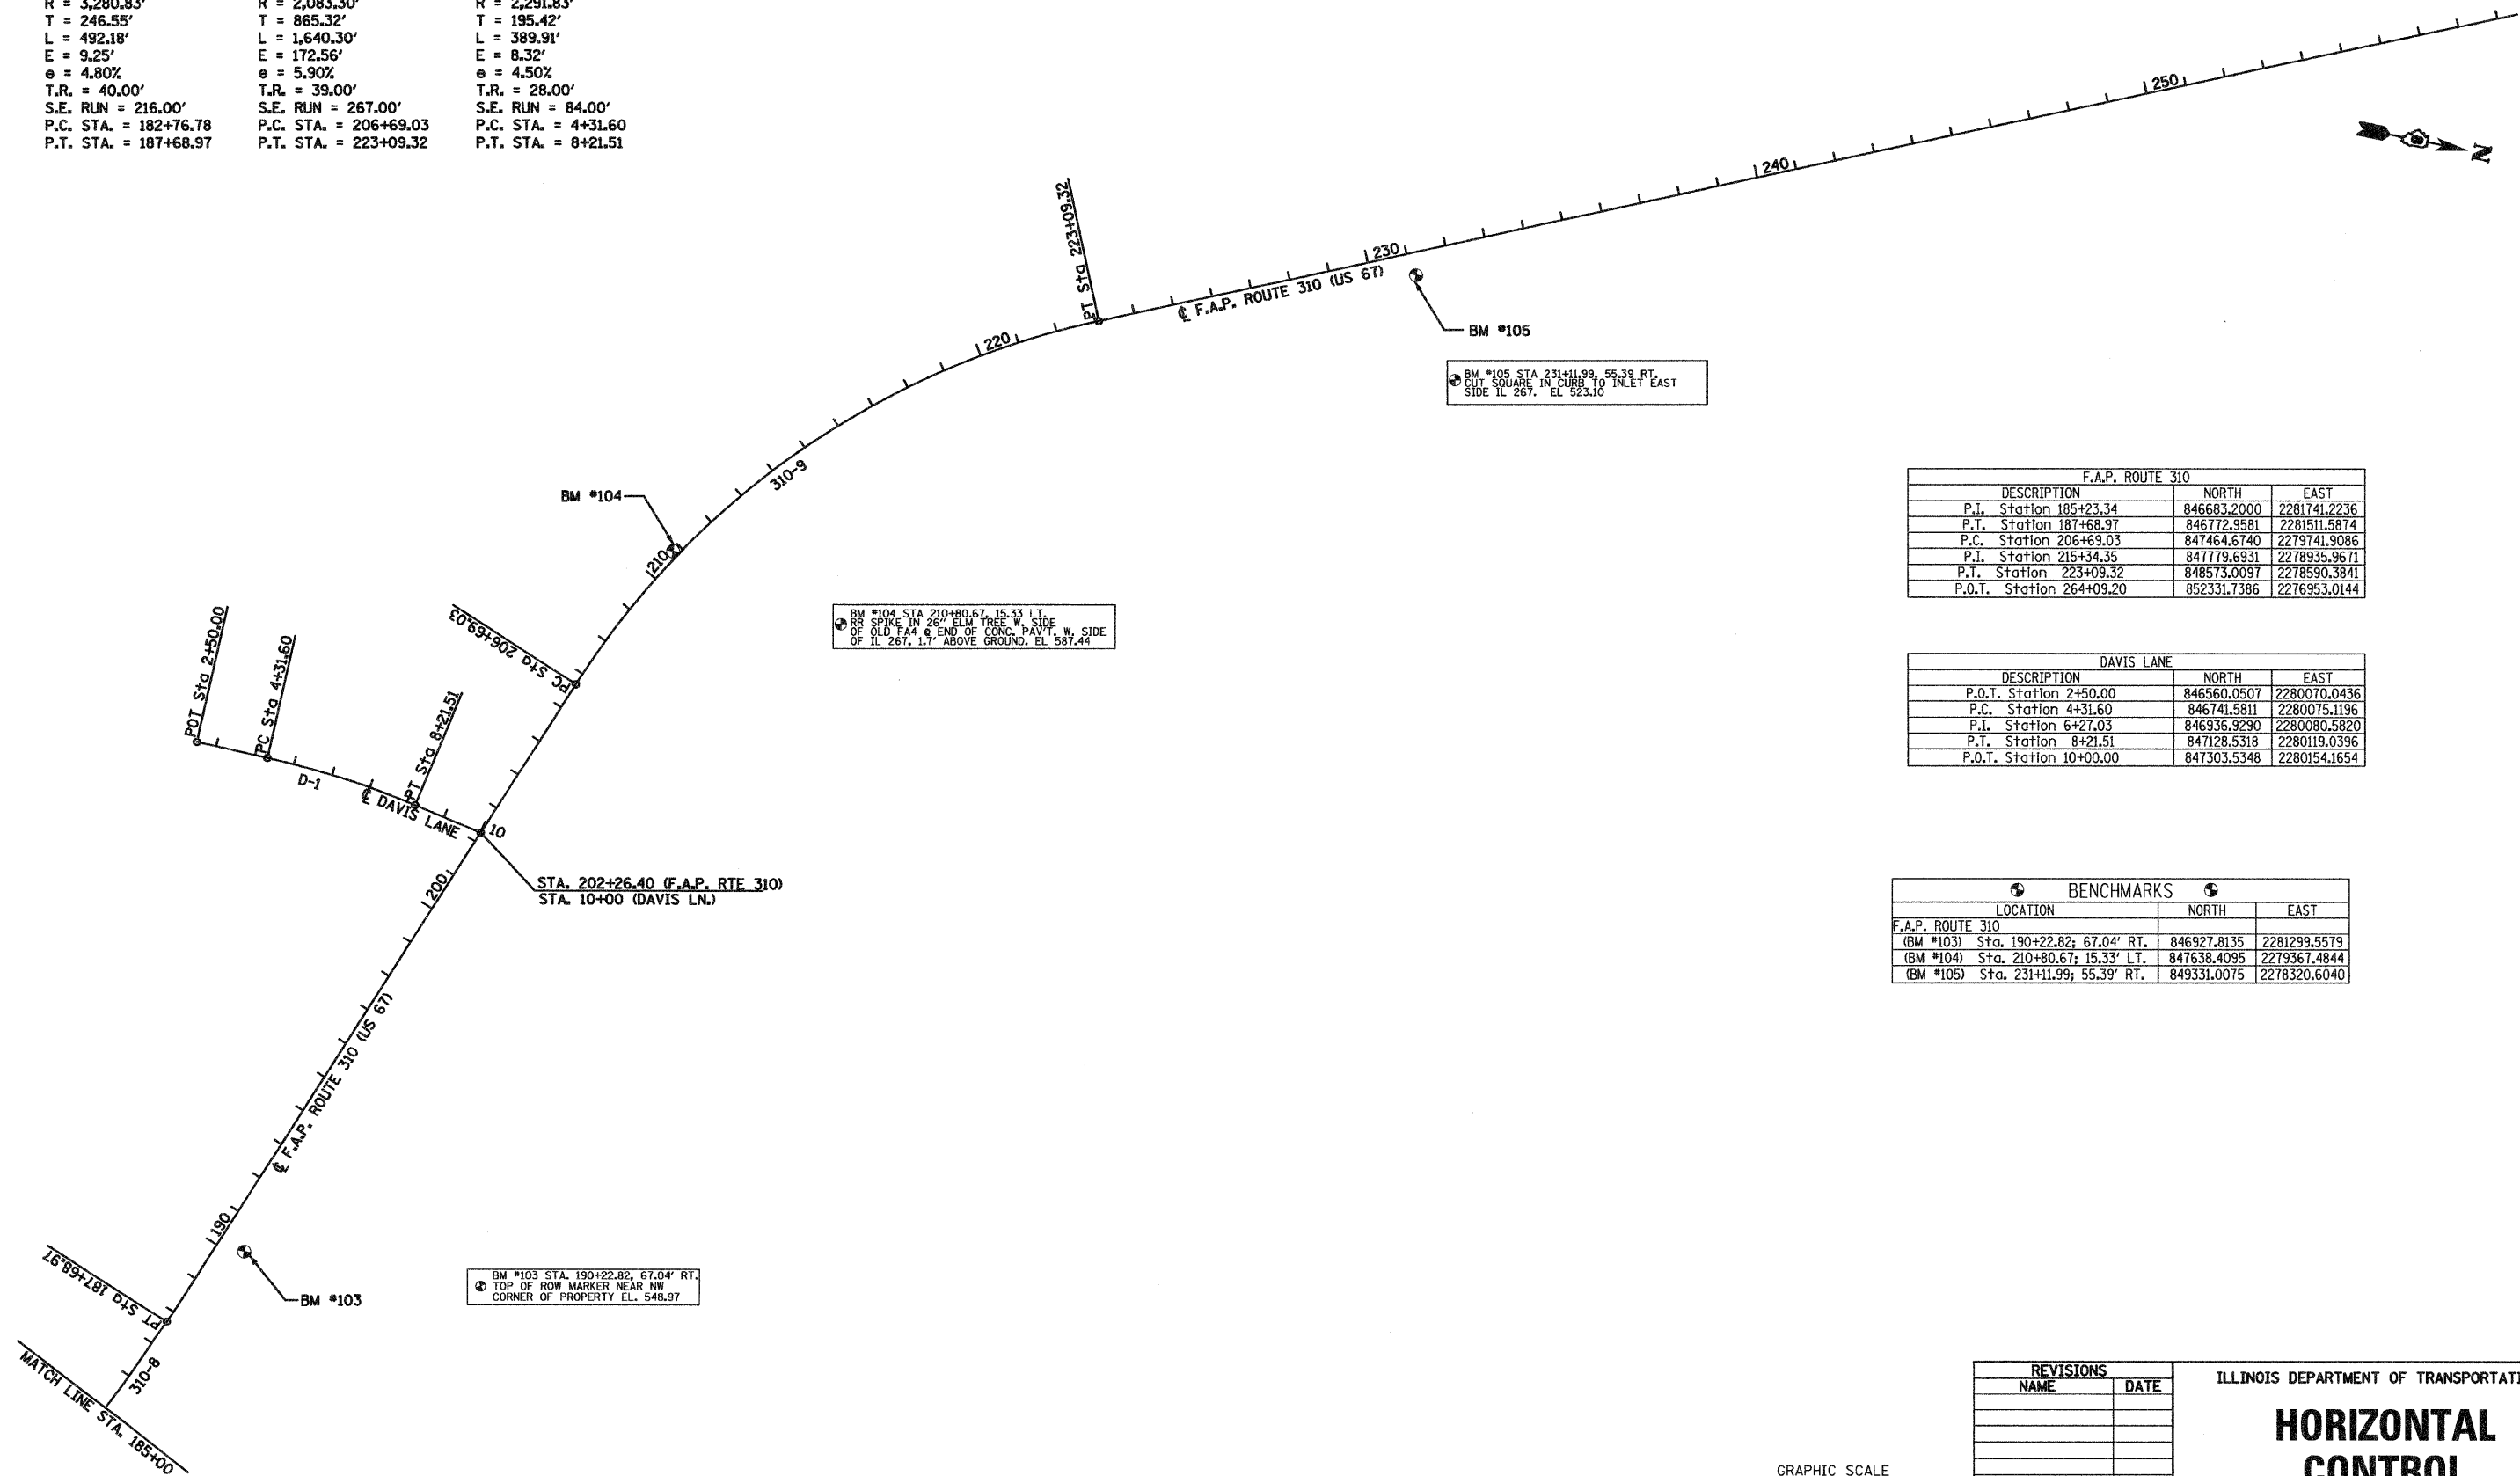 R = 3,280.83'
T = 246.55'
L = 492.18'
E = 9.25'
e = 4.80%
T.R. = 40.00'
S.E. RUN = 216.00'
P.C. STA. = 182+76.78
P.T. STA. = 187+68.97
R = 2,083.30'
T = 865.32'
L = 1,640.30'
E = 172.56'
e = 5.90%
T.R. = 39.00'
S.E. RUN = 267.00'
P.C. STA. = 206+69.03
P.T. STA. = 223+09.32
R = 2,291.83'
T = 195.42'
L = 389.91'
E = 8.32'
e = 4.50%
T.R. = 28.00'
S.E. RUN = 84.00'
P.C. STA. = 4+31.60
P.T. STA. = 8+21.51
250
240
N
PT Sta 223+09.32
230
℄ F.A.P. ROUTE 310 (US 67)
BM #105
220
BM #105 STA 231+11.99, 55.39 RT.
CUT SQUARE IN CURB TO INLET EAST
SIDE IL 267. EL 523.10
310-9
BM #104
210
BM #104 STA 210+80.67, 15.33 LT.
RR SPIKE IN 26" ELM TREE W. SIDE
OF OLD FA4 @ END OF CONC. PAV'T. W. SIDE
OF IL 267, 1.7' ABOVE GROUND. EL 587.44
F.A.P. ROUTE 310
DESCRIPTION NORTH EAST
P.I. Station 185+23.34 846683.2000 2281741.2236
P.T. Station 187+68.97 846772.9581 2281511.5874
P.C. Station 206+69.03 847464.6740 2279741.9086
P.I. Station 215+34.35 847779.6931 2278935.9671
P.T. Station 223+09.32 848573.0097 2278590.3841
P.O.T. Station 264+09.20 852331.7386 2276953.0144
POT Sta 2+50.00
PC Sta 4+31.60
PC Sta 206+69.03
PT Sta 8+21.51
D-1
℄ DAVIS LANE
10
DAVIS LANE
DESCRIPTION NORTH EAST
P.O.T. Station 2+50.00 846560.0507 2280070.0436
P.C. Station 4+31.60 846741.5811 2280075.1196
P.I. Station 6+27.03 846936.9290 2280080.5820
P.T. Station 8+21.51 847128.5318 2280119.0396
P.O.T. Station 10+00.00 847303.5348 2280154.1654
STA. 202+26.40 (F.A.P. RTE 310)
STA. 10+00 (DAVIS LN.)
200
BENCHMARKS
LOCATION NORTH EAST
F.A.P. ROUTE 310
(BM #103) Sta. 190+22.82; 67.04' RT. 846927.8135 2281299.5579
(BM #104) Sta. 210+80.67; 15.33' LT. 847638.4095 2279367.4844
(BM #105) Sta. 231+11.99; 55.39' RT. 849331.0075 2278320.6040
℄ F.A.P. ROUTE 310 (US 67)
190
PT Sta 187+68.97
BM #103
BM #103 STA. 190+22.82, 67.04' RT.
TOP OF ROW MARKER NEAR NW
CORNER OF PROPERTY EL. 548.97
310-8
MATCH LINE STA. 185+00
REVISIONS
NAME DATE
ILLINOIS DEPARTMENT OF TRANSPORTATI
HORIZONTAL
CONTROL
GRAPHIC SCALE